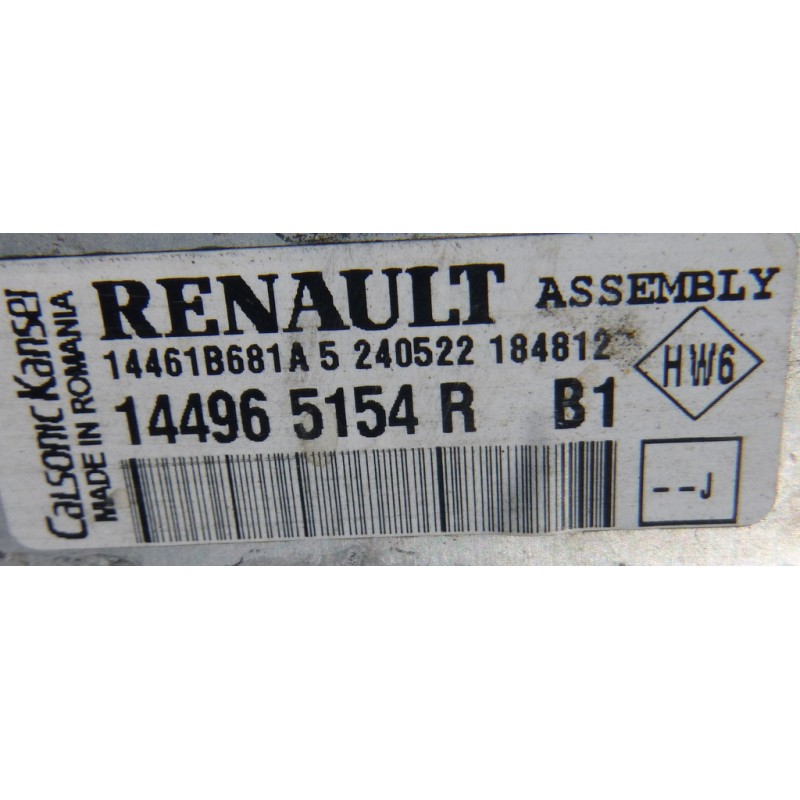 Calsonic Kansei
MADE IN ROMANIA
RENAULT ASSEMBLY
14461B681A 5 240522 184812
HW6
14496 5154 R B1
--J